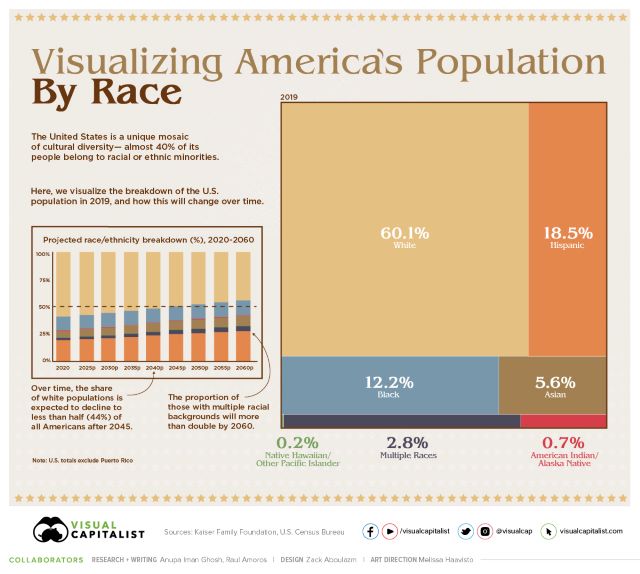 Visualizing America's Population
By Race
The United States is a unique mosaic
of cultural diversity— almost 40% of its
people belong to racial or ethnic minorities.
Here, we visualize the breakdown of the U.S.
population in 2019, and how this will change over time.
Projected race/ethnicity breakdown (%), 2020-2060
100%
75%
50%
25%
0%
2020 2025p 2030p 2035p 2040p 2045p 2050p 2055p 2060p
Over time, the share
of white populations is
expected to decline to
less than half (44%) of
all Americans after 2045.
The proportion of
those with multiple racial
backgrounds will more
than double by 2060.
Note: U.S. totals exclude Puerto Rico
2019
60.1%
White
18.5%
Hispanic
12.2%
Black
5.6%
Asian
0.2%
Native Hawaiian/
Other Pacific Islander
2.8%
Multiple Races
0.7%
American Indian/
Alaska Native
VISUAL
CAPITALIST
Sources: Kaiser Family Foundation, U.S. Census Bureau
/visualcapitalist
@visualcap
visualcapitalist.com
COLLABORATORS RESEARCH + WRITING Anupa Iman Ghosh, Raul Amoros | DESIGN Zack Aboulazm | ART DIRECTION Melissa Haavisto